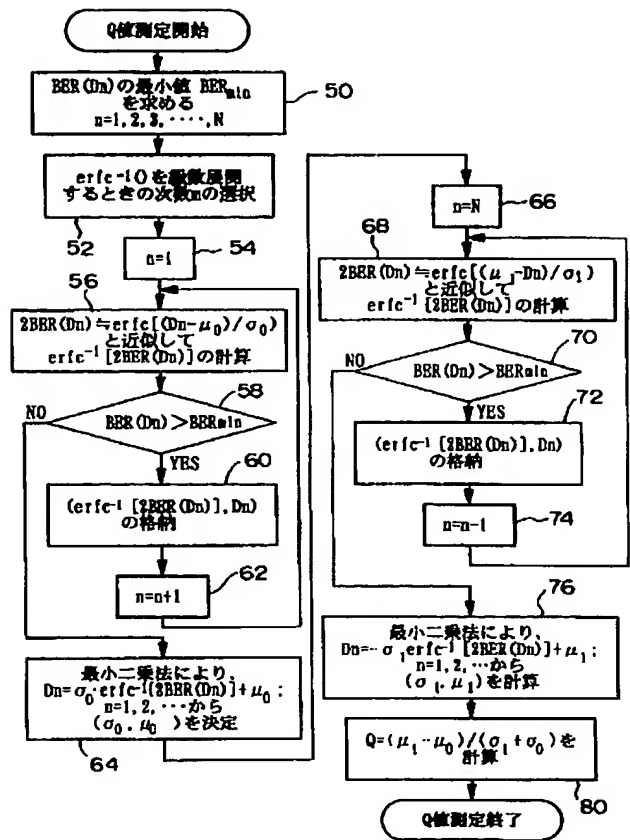 Q値測定開始
BER(Dn)の最小値 BERmin
を求める
n=1,2,3,・・・・,N
50
erfc⁻¹()を級数展開
するときの次数mの選択
52
n=1
54
56
2BER(Dn)≒erfc[(Dn-μ0)/σ0)
と近似して
erfc⁻¹[2BER(Dn)]の計算
58
NO
BER(Dn)>BERmin
YES
60
(erfc⁻¹[2BER(Dn)],Dn)
の格納
62
n=n+1
最小二乗法により、
Dn=σ0·erfc⁻¹[2BER(Dn)]+μ0;
n=1,2,…から
(σ0,μ0)を決定
64
n=N
66
68
2BER(Dn)≒erfc[(μ1-Dn)/σ1)
と近似して
erfc⁻¹[2BER(Dn)]の計算
70
NO
BER(Dn)>BERmin
YES
72
(erfc⁻¹[2BER(Dn)],Dn)
の格納
n=n-1
74
76
最小二乗法により、
Dn=-σ1erfc⁻¹[2BER(Dn)]+μ1;
n=1,2,…から
(σ1,μ1)を計算
Q=(μ1-μ0)/(σ1+σ0)を
計算
80
Q値測定終了